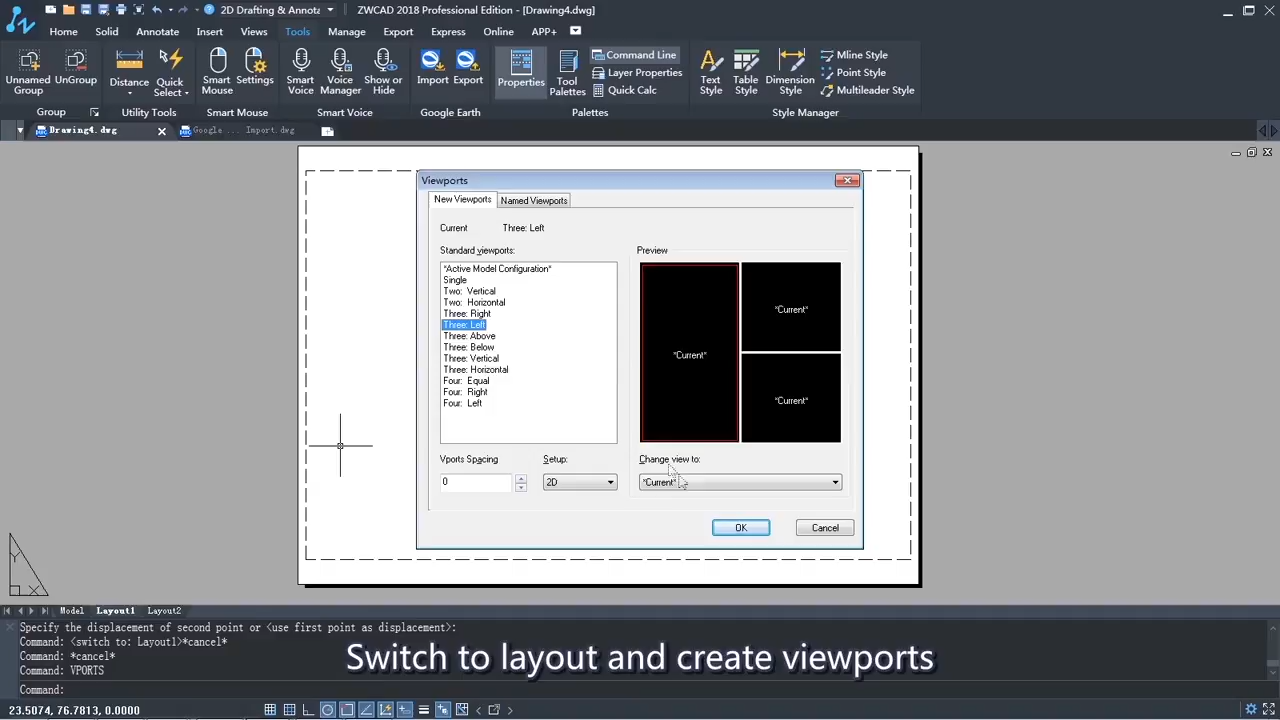 2D Drafting & Annota
ZWCAD 2018 Professional Edition - [Drawing4.dwg]
Home Solid Annotate Insert Views Tools Manage Export Express Online APP+
Unnamed Group
UnGroup
Distance
Quick Select
Smart Mouse
Settings
Smart Voice
Voice Manager
Show or Hide
Import
Export
Properties
Tool Palettes
Command Line
Layer Properties
Quick Calc
Text Style
Table Style
Dimension Style
Mline Style
Point Style
Multileader Style
Group Utility Tools Smart Mouse Smart Voice Google Earth Palettes Style Manager
Drawing4.dwg
Google ... Import.dwg
Viewports
New Viewports
Named Viewports
Current Three: Left
Standard viewports:
*Active Model Configuration*
Single
Two: Vertical
Two: Horizontal
Three: Right
Three: Left
Three: Above
Three: Below
Three: Vertical
Three: Horizontal
Four: Equal
Four: Right
Four: Left
Preview
*Current*
*Current*
*Current*
Vports Spacing
0
Setup:
2D
Change view to:
*Current*
OK
Cancel
Y
X
Model Layout1 Layout2
Specify the displacement of second point or <use first point as displacement>:
Command: <switch to: Layout1>*cancel*
Command: *cancel*
Command: VPORTS
Command:
Switch to layout and create viewports
23.5074, 76.7813, 0.0000